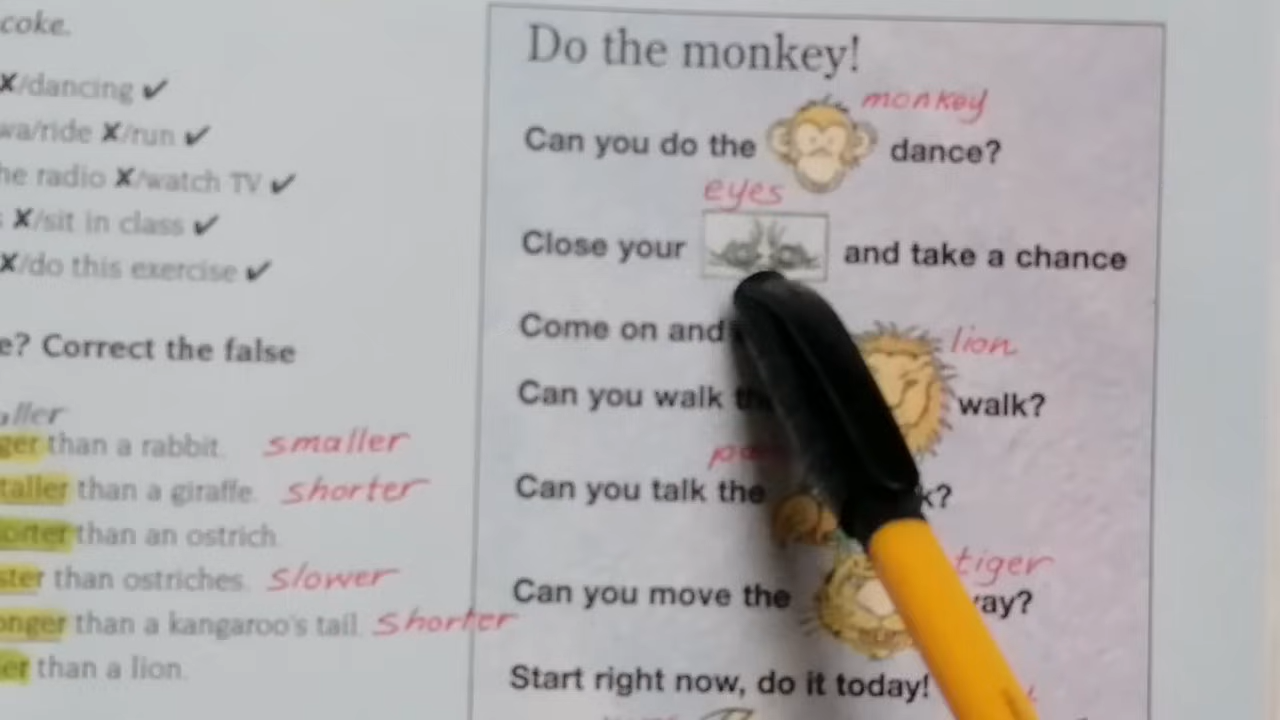 coke.
X/dancing ✔
wa/ride X/run ✔
he radio X/watch TV ✔
s X/sit in class ✔
X/do this exercise ✔
e? Correct the false
ller
ger than a rabbit. smaller
taller than a giraffe. shorter
orter than an ostrich
ster than ostriches. slower
onger than a kangaroo's tail. shorter
er than a lion.
Do the monkey!
monkey
Can you do the dance?
eyes
Close your and take a chance
Come on and
lion
Can you walk walk?
Can you talk the k?
tiger
Can you move the ay?
Start right now, do it today!